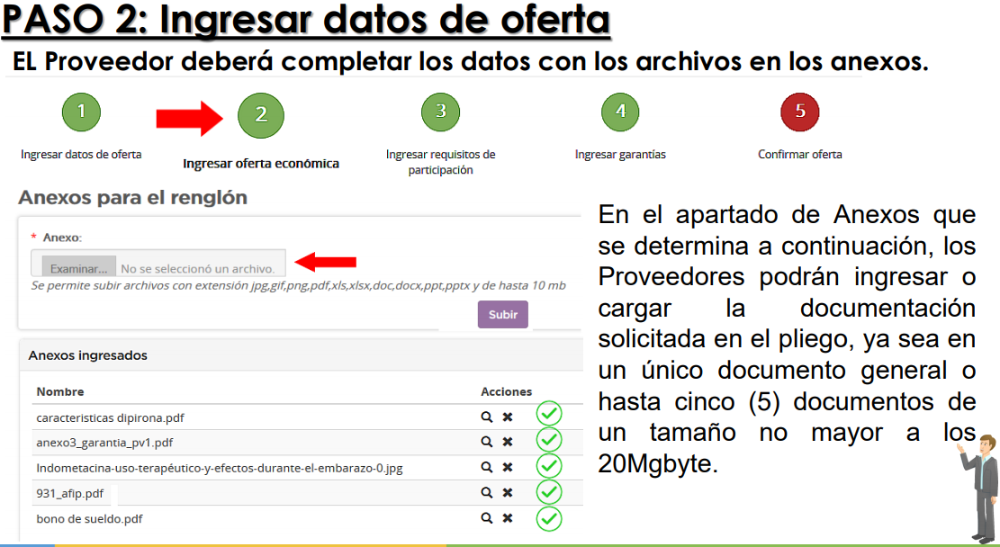 PASO 2: Ingresar datos de oferta
EL Proveedor deberá completar los datos con los archivos en los anexos.
1
2
3
4
5
Ingresar datos de oferta
Ingresar oferta económica
Ingresar requisitos de
participación
Ingresar garantías
Confirmar oferta
Anexos para el renglón
* Anexo:
Examinar... No se seleccionó un archivo.
Se permite subir archivos con extensión jpg,gif,png,pdf,xls,xlsx,doc,docx,ppt,pptx y de hasta 10 mb
Subir
Anexos ingresados
Nombre Acciones
caracteristicas dipirona.pdf
anexo3_garantia_pv1.pdf
Indometacina-uso-terapéutico-y-efectos-durante-el-embarazo-0.jpg
931_afip.pdf
bono de sueldo.pdf
En el apartado de Anexos que
se determina a continuación, los
Proveedores podrán ingresar o
cargar la documentación
solicitada en el pliego, ya sea en
un único documento general o
hasta cinco (5) documentos de
un tamaño no mayor a los
20Mgbyte.